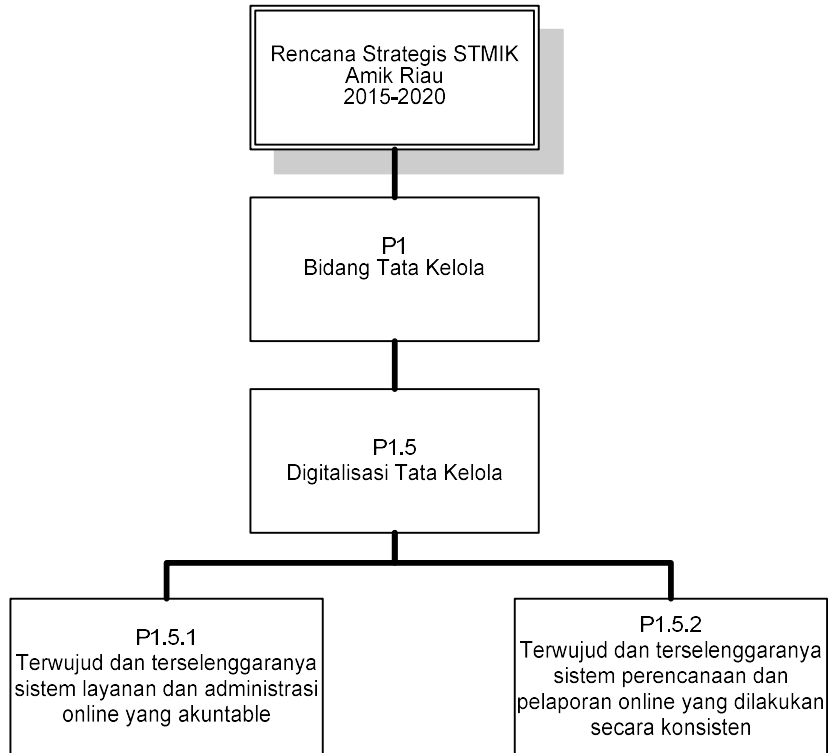 Rencana Strategis STMIK
Amik Riau
2015-2020
P1
Bidang Tata Kelola
P1.5
Digitalisasi Tata Kelola
P1.5.1
Terwujud dan terselenggaranya
sistem layanan dan administrasi
online yang akuntable
P1.5.2
Terwujud dan terselenggaranya
sistem perencanaan dan
pelaporan online yang dilakukan
secara konsisten